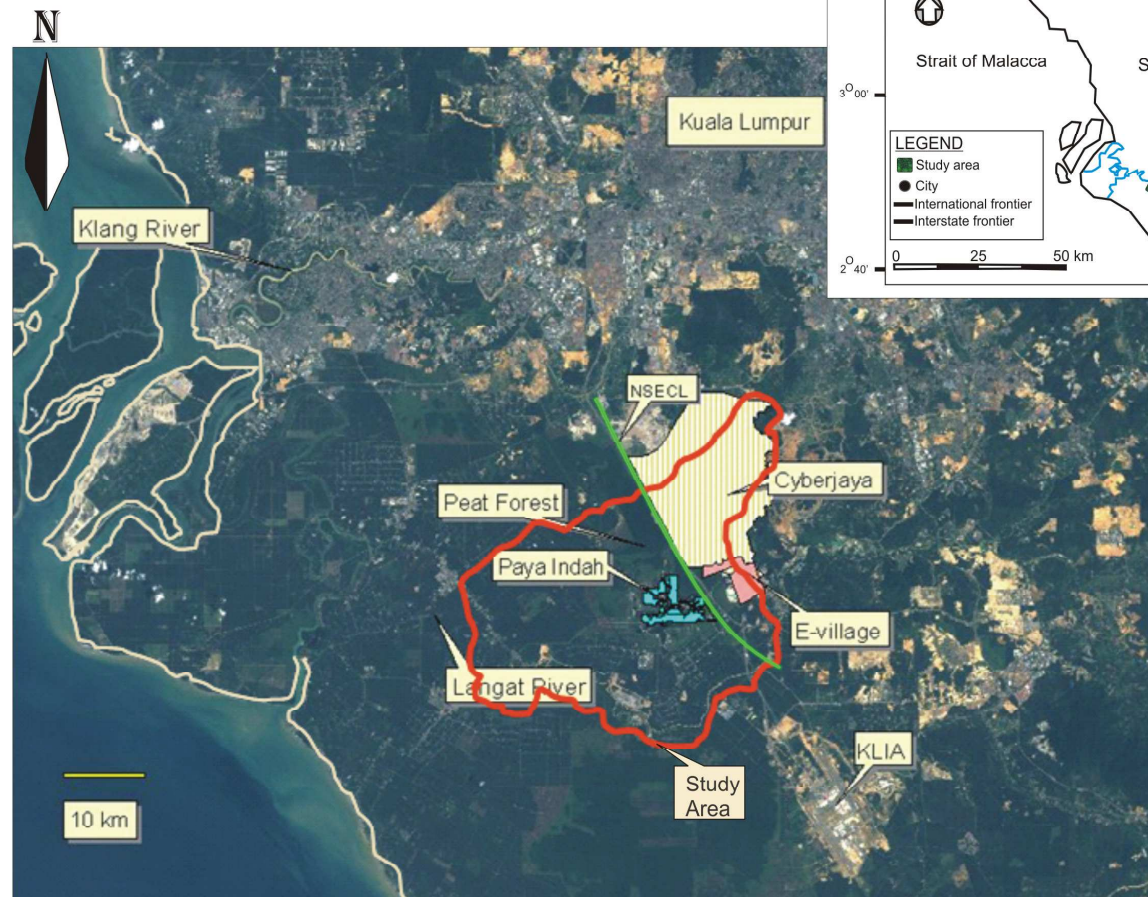 N
Strait of Malacca
S
3°00'
LEGEND
Study area
City
International frontier
Interstate frontier
2°40'
0 25 50 km
Kuala Lumpur
Klang River
NSECL
Cyberjaya
Peat Forest
Paya Indah
E-village
Langat River
KLIA
Study
Area
10 km